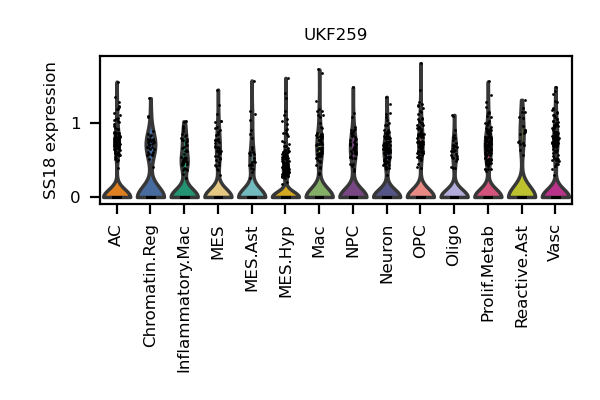 UKF259
SS18 expression
1
0
AC
Chromatin.Reg
Inflammatory.Mac
MES
MES.Ast
MES.Hyp
Mac
NPC
Neuron
OPC
Oligo
Prolif.Metab
Reactive.Ast
Vasc